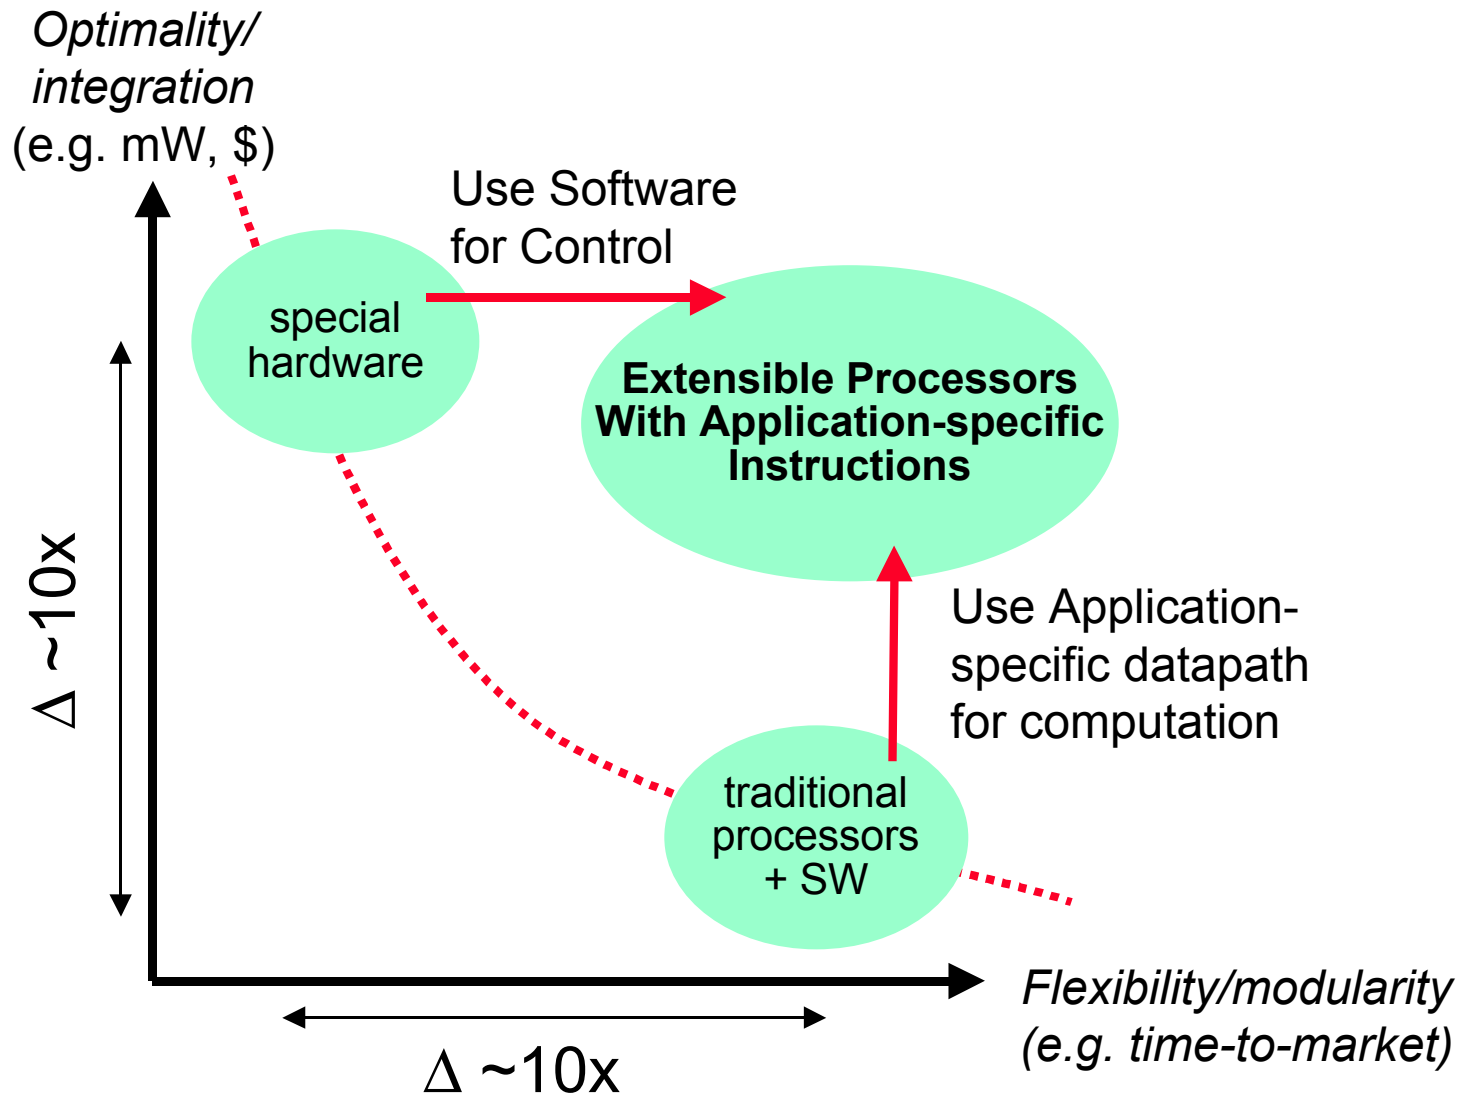 Optimality/
integration
(e.g. mW, $)
Use Software
for Control
special
hardware
Extensible Processors
With Application-specific
Instructions
Δ ~10x
Use Application-
specific datapath
for computation
traditional
processors
+ SW
Flexibility/modularity
(e.g. time-to-market)
Δ ~10x